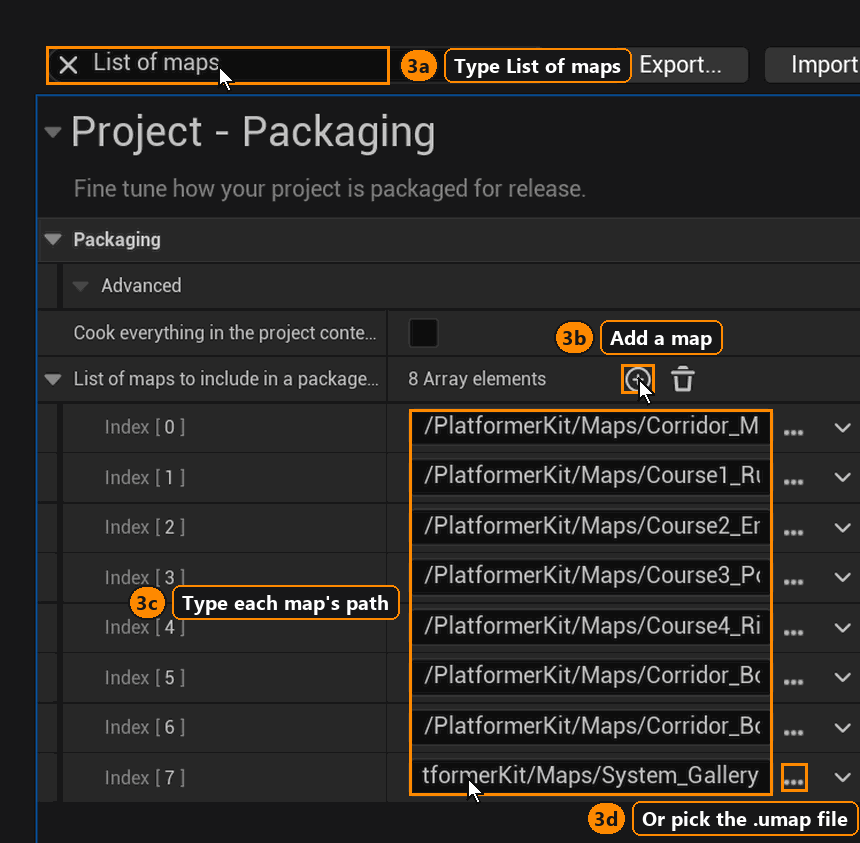 List of maps
3a Type List of maps
Export...
Import
Project - Packaging
Fine tune how your project is packaged for release.
Packaging
Advanced
Cook everything in the project conte...
3b Add a map
List of maps to include in a package...
8 Array elements
Index [ 0 ]
/PlatformerKit/Maps/Corridor_M
...
Index [ 1 ]
/PlatformerKit/Maps/Course1_Ru
...
Index [ 2 ]
/PlatformerKit/Maps/Course2_Er
...
Index [ 3 ]
/PlatformerKit/Maps/Course3_Po
...
3c Type each map's path
Index [ 4 ]
/PlatformerKit/Maps/Course4_Ri
...
Index [ 5 ]
/PlatformerKit/Maps/Corridor_Bo
...
Index [ 6 ]
/PlatformerKit/Maps/Corridor_Bo
...
Index [ 7 ]
tformerKit/Maps/System_Gallery
...
3d Or pick the .umap file